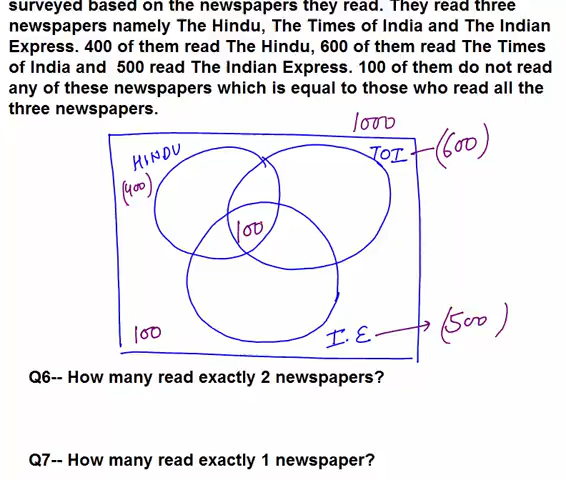 surveyed based on the newspapers they read. They read three
newspapers namely The Hindu, The Times of India and The Indian
Express. 400 of them read The Hindu, 600 of them read The Times
of India and 500 read The Indian Express. 100 of them do not read
any of these newspapers which is equal to those who read all the
three newspapers.
1000
HINDU
TOI
(600)
(400)
100
100
I.E
(500)
Q6-- How many read exactly 2 newspapers?
Q7-- How many read exactly 1 newspaper?